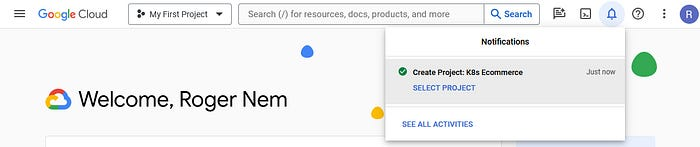 Google Cloud
My First Project
Search (/) for resources, docs, products, and more
Search
R
Notifications
Create Project: K8s Ecommerce
Just now
SELECT PROJECT
SEE ALL ACTIVITIES
Welcome, Roger Nem